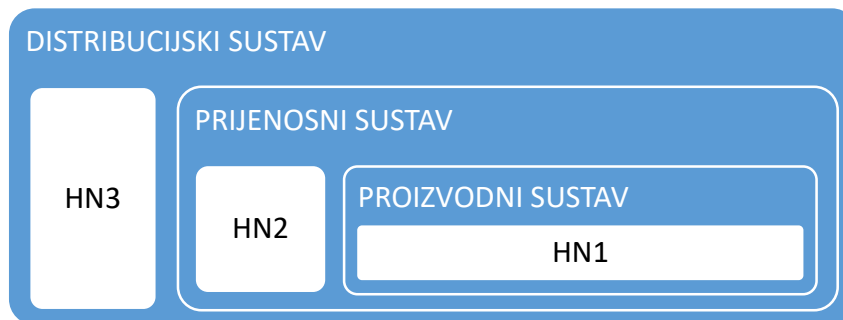 DISTRIBUCIJSKI SUSTAV
HN3
PRIJENOSNI SUSTAV
HN2
PROIZVODNI SUSTAV
HN1